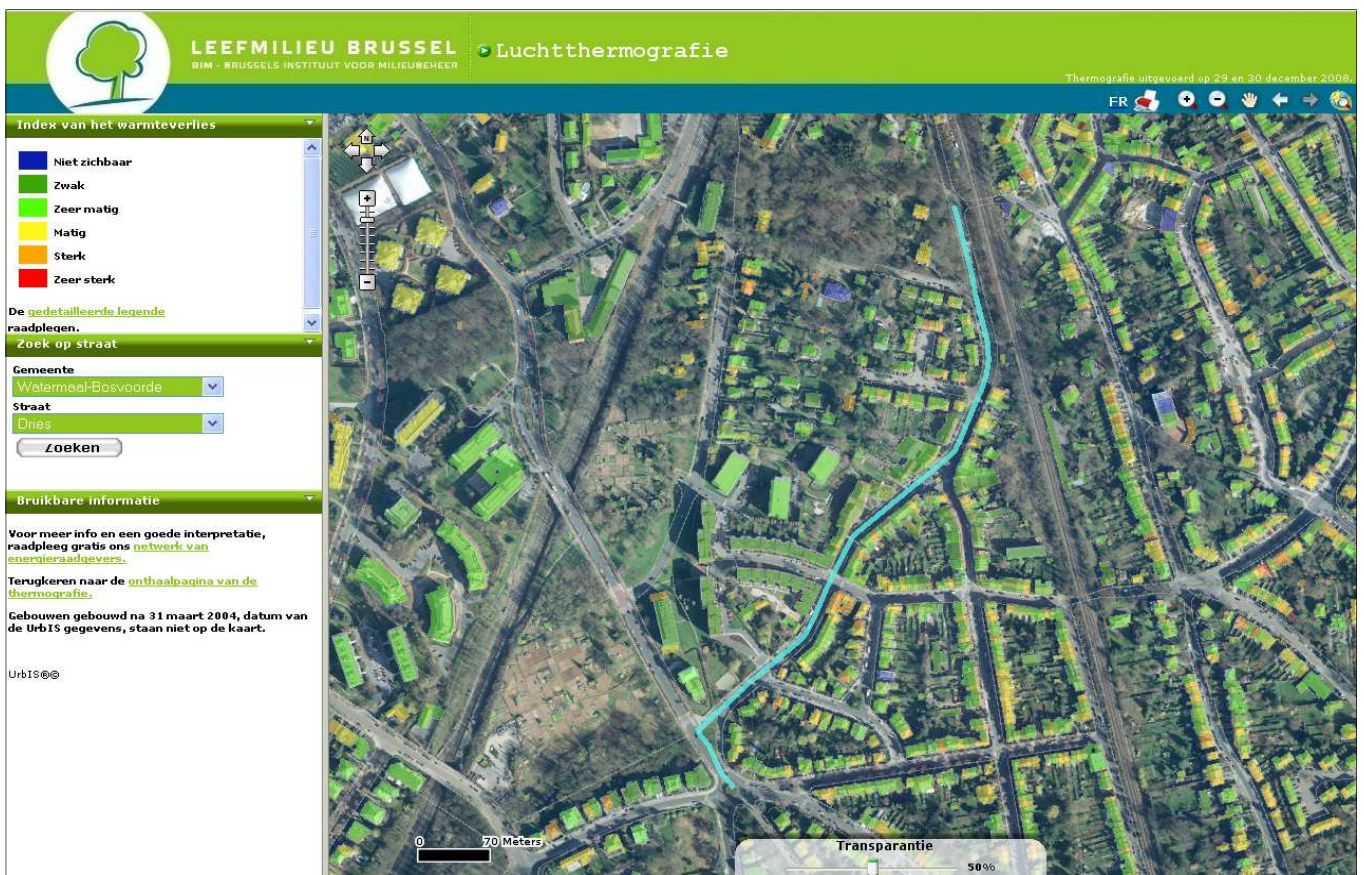 LEEFMILIEU BRUSSEL
BIM - BRUSSELS INSTITUUT VOOR MILIEUBEHEER
Luchtthermografie
Thermografie uitgevoerd op 29 en 30 december 2008.
FR
Index van het warmteverlies
Niet zichbaar
Zwak
Zeer matig
Matig
Sterk
Zeer sterk
De gedetailleerde legende
raadplegen.
Zoek op straat
Gemeente
Watermaal-Bosvoorde
Straat
Dries
Zoeken
Bruikbare informatie
Voor meer info en een goede interpretatie,
raadpleeg gratis ons netwerk van
energieraadgevers.
Terugkeren naar de onthaalpagina van de
thermografie.
Gebouwen gebouwd na 31 maart 2004, datum van
de UrbIS gegevens, staan niet op de kaart.
UrbIS®©
N
0 70 Meters
Transparantie
50%